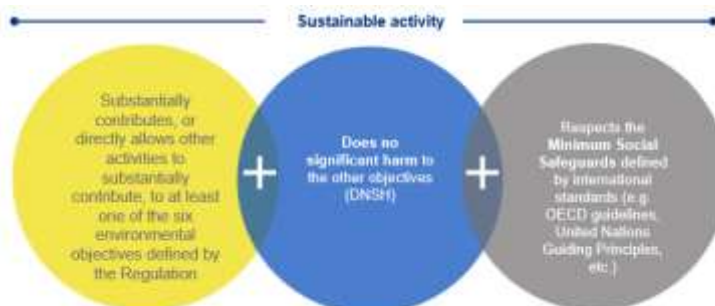 Sustainable activity
Substantially
contributes, or
directly allows other
activities to
substantially
contribute, to at least
one of the six
environmental
objectives defined by
the Regulation
+
Does no
significant harm to
the other objectives
(DNSH)
+
Respects the
Minimum Social
Safeguards defined
by international
standards (e.g
OECD guidelines,
United Nations
Guiding Principles,
etc.)